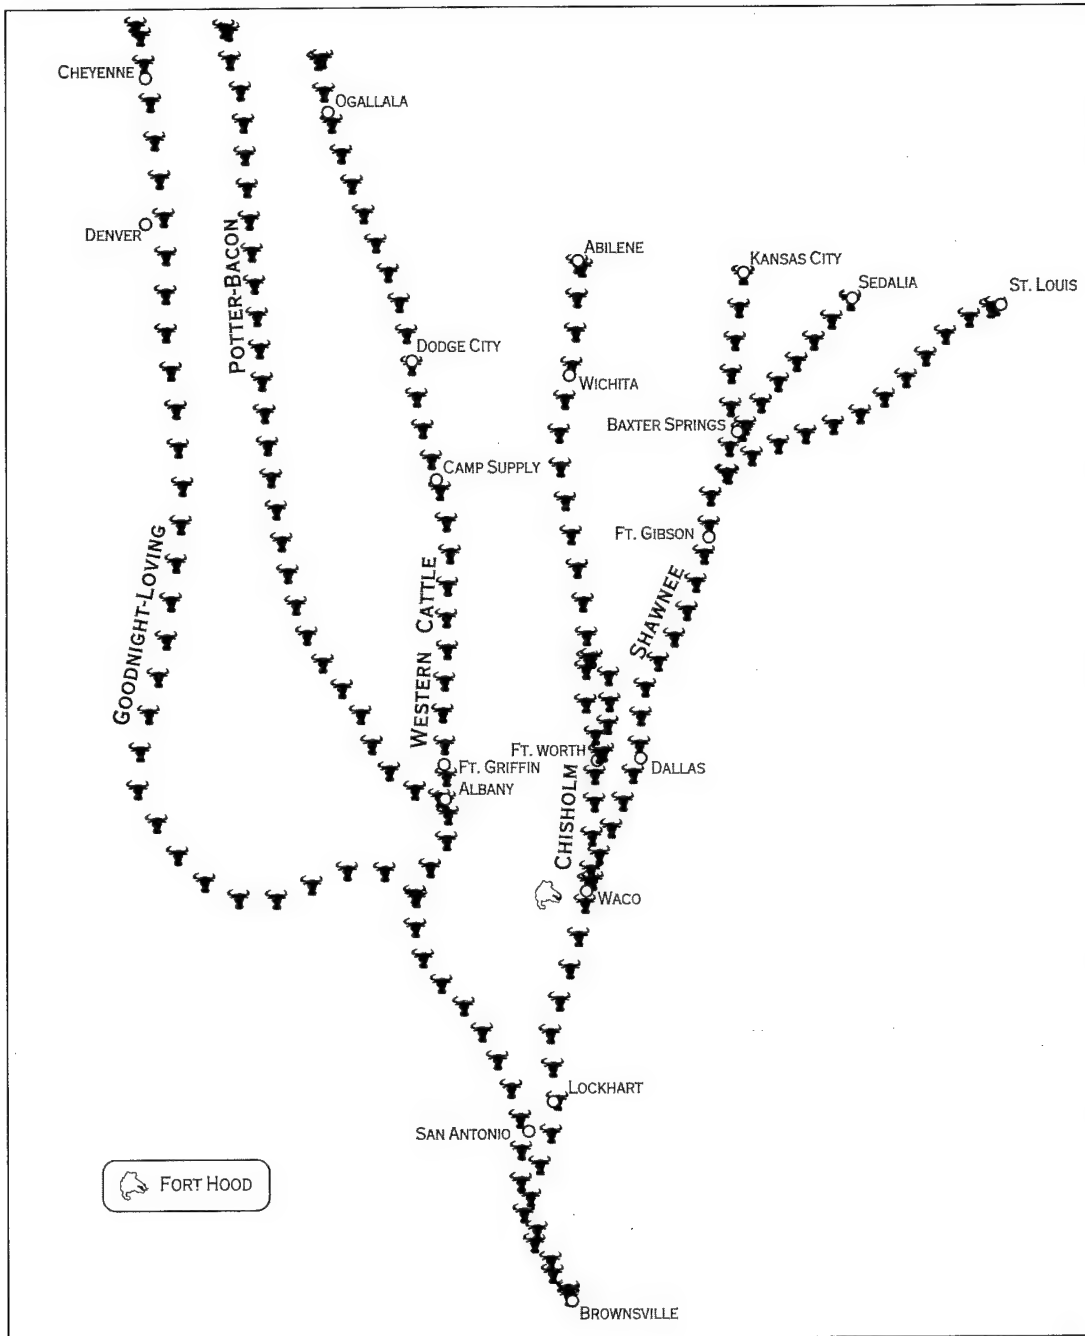 CHEYENNE
OGALLALA
DENVER
POTTER-BACON
ABILENE
KANSAS CITY
SEDALIA
ST. LOUIS
DODGE CITY
WICHITA
BAXTER SPRINGS
CAMP SUPPLY
FT. GIBSON
GOODNIGHT-LOVING
WESTERN CATTLE
SHAWNEE
FT. WORTH
DALLAS
FT. GRIFFIN
ALBANY
CHISHOLM
WACO
LOCKHART
SAN ANTONIO
FORT HOOD
BROWNSVILLE